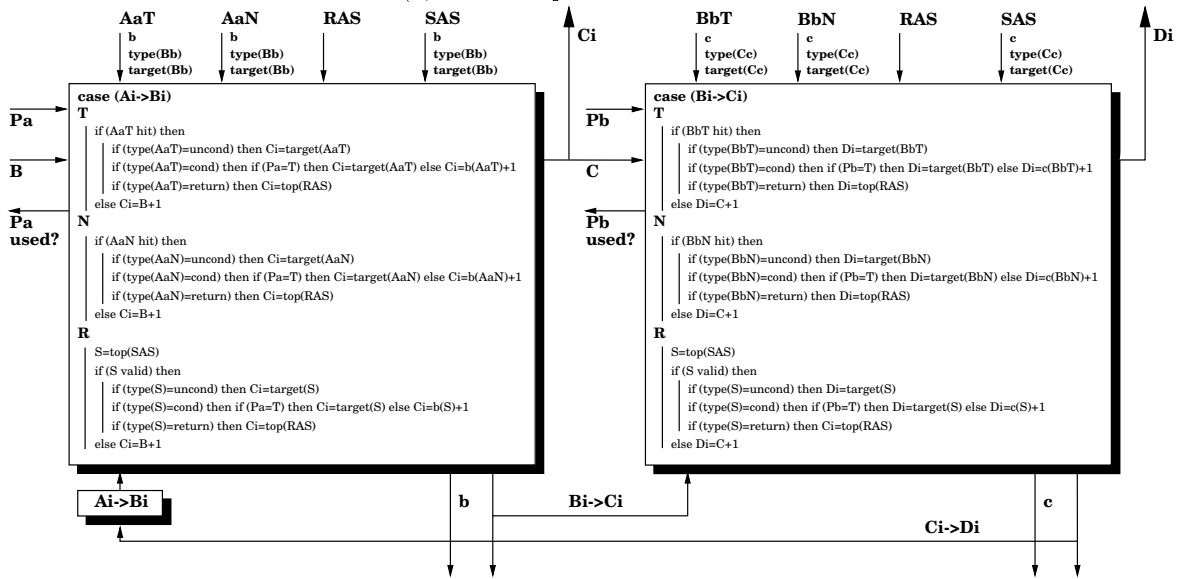 AaT AaN RAS SAS
b b b
type(Bb) type(Bb) type(Bb)
target(Bb) target(Bb) target(Bb)
Ci
Pa
B
Pa
used?
case (Ai->Bi)
T
if (AaT hit) then
if (type(AaT)=uncond) then Ci=target(AaT)
if (type(AaT)=cond) then if (Pa=T) then Ci=target(AaT) else Ci=b(AaT)+1
if (type(AaT)=return) then Ci=top(RAS)
else Ci=B+1
N
if (AaN hit) then
if (type(AaN)=uncond) then Ci=target(AaN)
if (type(AaN)=cond) then if (Pa=T) then Ci=target(AaN) else Ci=b(AaN)+1
if (type(AaN)=return) then Ci=top(RAS)
else Ci=B+1
R
S=top(SAS)
if (S valid) then
if (type(S)=uncond) then Ci=target(S)
if (type(S)=cond) then if (Pa=T) then Ci=target(S) else Ci=b(S)+1
if (type(S)=return) then Ci=top(RAS)
else Ci=B+1
BbT BbN RAS SAS
c c c
type(Cc) type(Cc) type(Cc)
target(Cc) target(Cc) target(Cc)
Di
Pb
C
Pb
used?
case (Bi->Ci)
T
if (BbT hit) then
if (type(BbT)=uncond) then Di=target(BbT)
if (type(BbT)=cond) then if (Pb=T) then Di=target(BbT) else Di=c(BbT)+1
if (type(BbT)=return) then Di=top(RAS)
else Di=C+1
N
if (BbN hit) then
if (type(BbN)=uncond) then Di=target(BbN)
if (type(BbN)=cond) then if (Pb=T) then Di=target(BbN) else Di=c(BbN)+1
if (type(BbN)=return) then Di=top(RAS)
else Di=C+1
R
S=top(SAS)
if (S valid) then
if (type(S)=uncond) then Di=target(S)
if (type(S)=cond) then if (Pb=T) then Di=target(S) else Di=c(S)+1
if (type(S)=return) then Ci=top(RAS)
else Di=C+1
Ai->Bi
b
Bi->Ci
c
Ci->Di